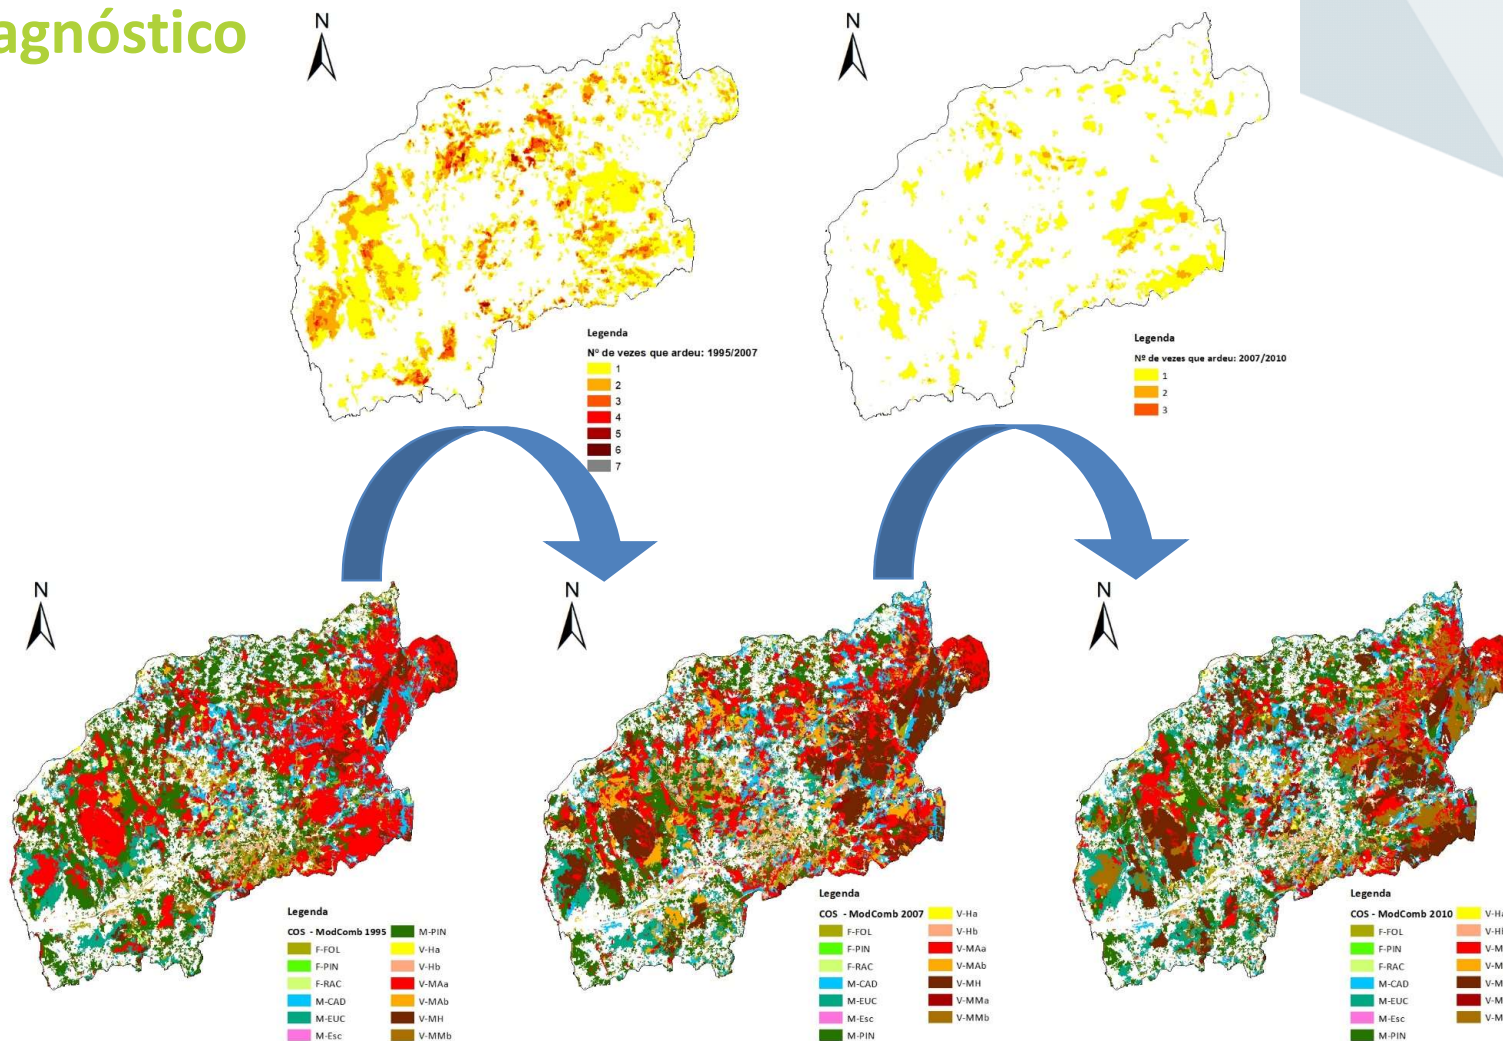 agnóstico
N
N
Legenda
Nº de vezes que ardeu: 1995/2007
1
2
3
4
5
6
7
Legenda
Nº de vezes que ardeu: 2007/2010
1
2
3
N
N
N
Legenda
COS - ModComb 1995
F-FOL
F-PIN
F-RAC
M-CAD
M-EUC
M-Esc
M-PIN
V-Ha
V-Hb
V-MAa
V-MAb
V-MH
V-MMb
Legenda
COS - ModComb 2007
F-FOL
F-PIN
F-RAC
M-CAD
M-EUC
M-Esc
M-PIN
V-Ha
V-Hb
V-MAa
V-MAb
V-MH
V-MMa
V-MMb
Legenda
COS - ModComb 2010
F-FOL
F-PIN
F-RAC
M-CAD
M-EUC
M-Esc
M-PIN
V-H
V-H
V-M
V-M
V-M
V-M
V-M